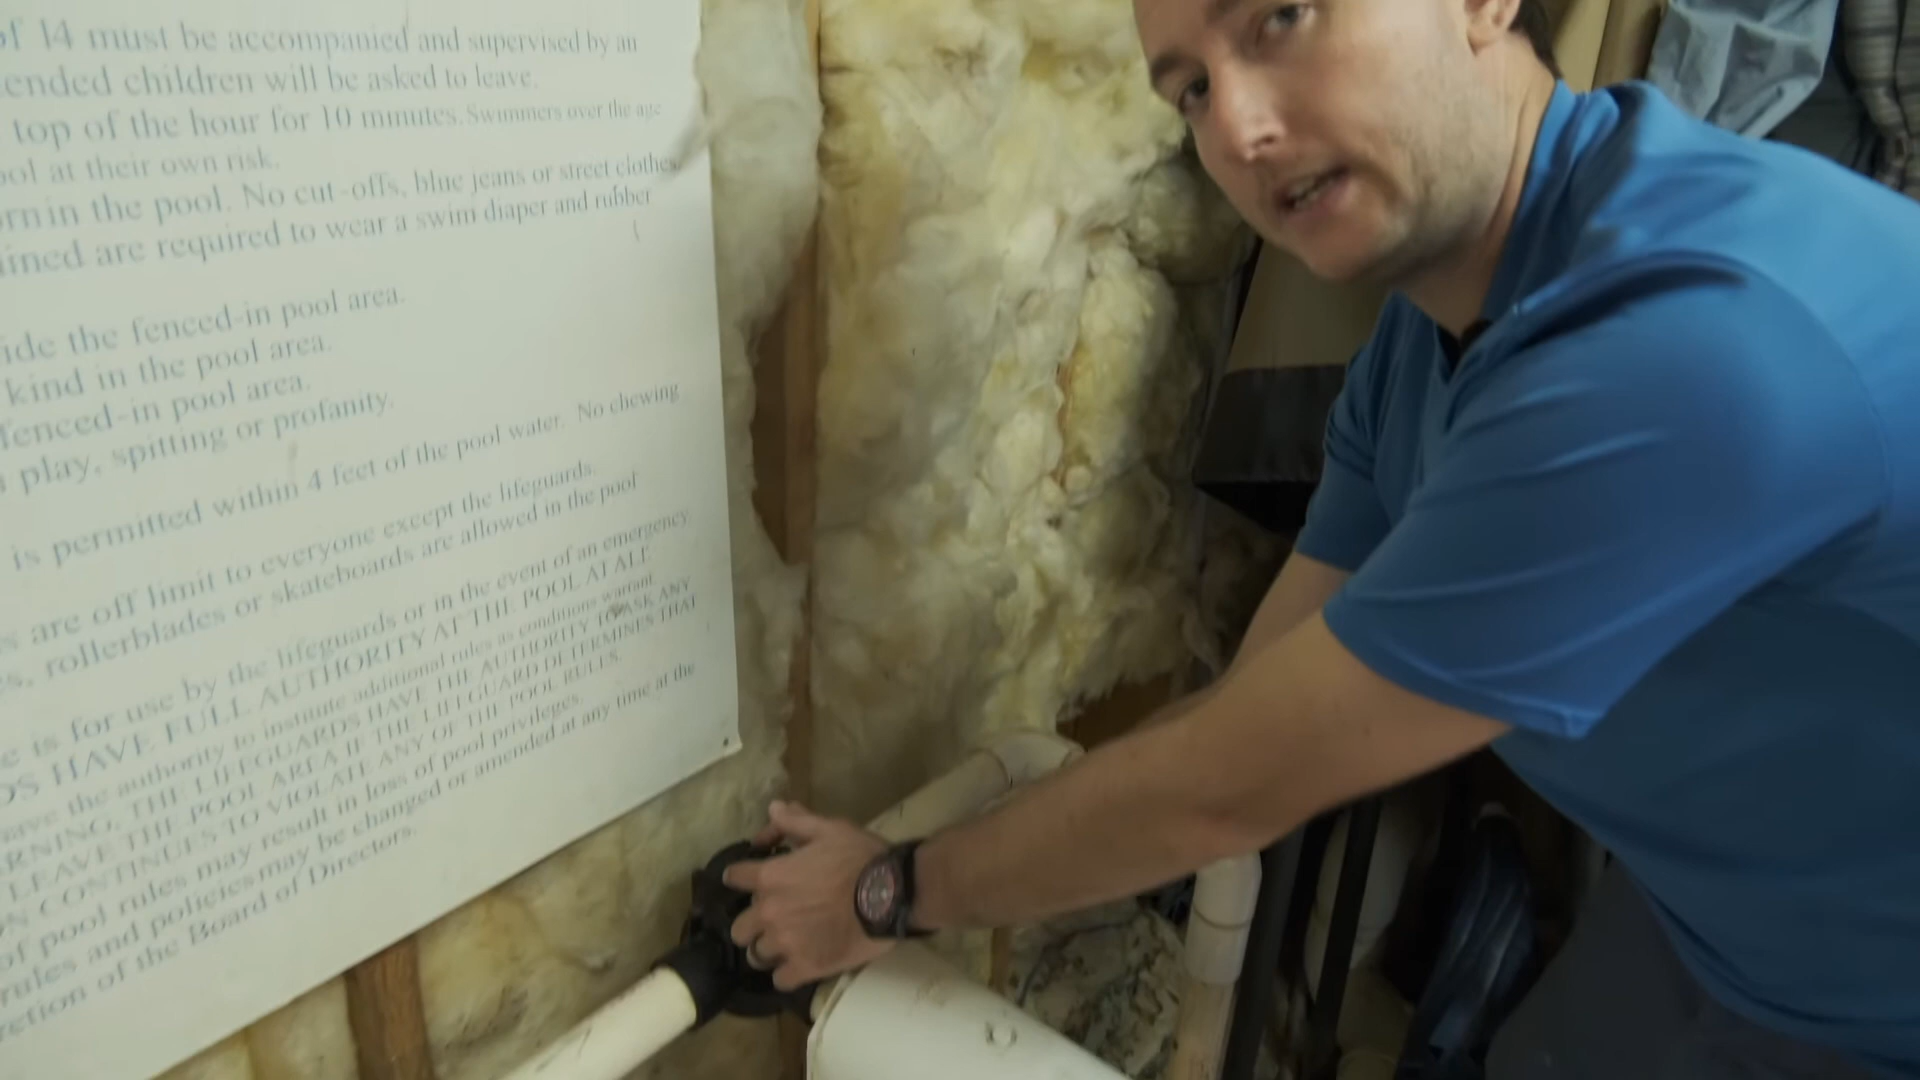 of 14 must be accompanied and supervised by an
ended children will be asked to leave.
top of the hour for 10 minutes. Swimmers over the age
ool at their own risk.
rn in the pool. No cut-offs, blue jeans or street clothes
ained are required to wear a swim diaper and rubber
ide the fenced-in pool area.
kind in the pool area.
fenced-in pool area.
play, spitting or profanity.
is permitted within 4 feet of the pool water. No chewing
s are off limit to everyone except the lifeguards.
s, rollerblades or skateboards are allowed in the pool
e is for use by the lifeguards or in the event of an emergency
DS HAVE FULL AUTHORITY AT THE POOL AT ALL
ave the authority to institute additional rules as conditions warrant.
RNING, THE LIFEGUARDS HAVE THE AUTHORITY TO ASK ANY
LEAVE THE POOL AREA IF THE LIFEGUARD DETERMINES THAT
ON CONTINUES TO VIOLATE ANY OF THE POOL RULES.
of pool rules may result in loss of pool privileges.
rules and policies may be changed or amended at any time at the
retion of the Board of Directors.